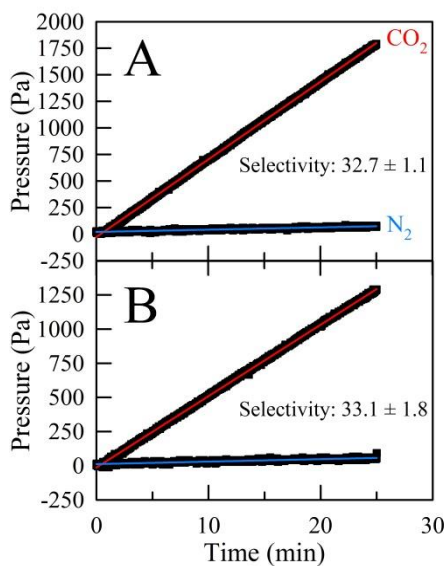 2000
1750
1500
1250
1000
750
500
250
0
-250
Pressure (Pa)
A
CO₂
Selectivity: 32.7 ± 1.1
N₂
1250
1000
750
500
250
0
-250
-500
Pressure (Pa)
B
Selectivity: 33.1 ± 1.8
0 10 20 30
Time (min)